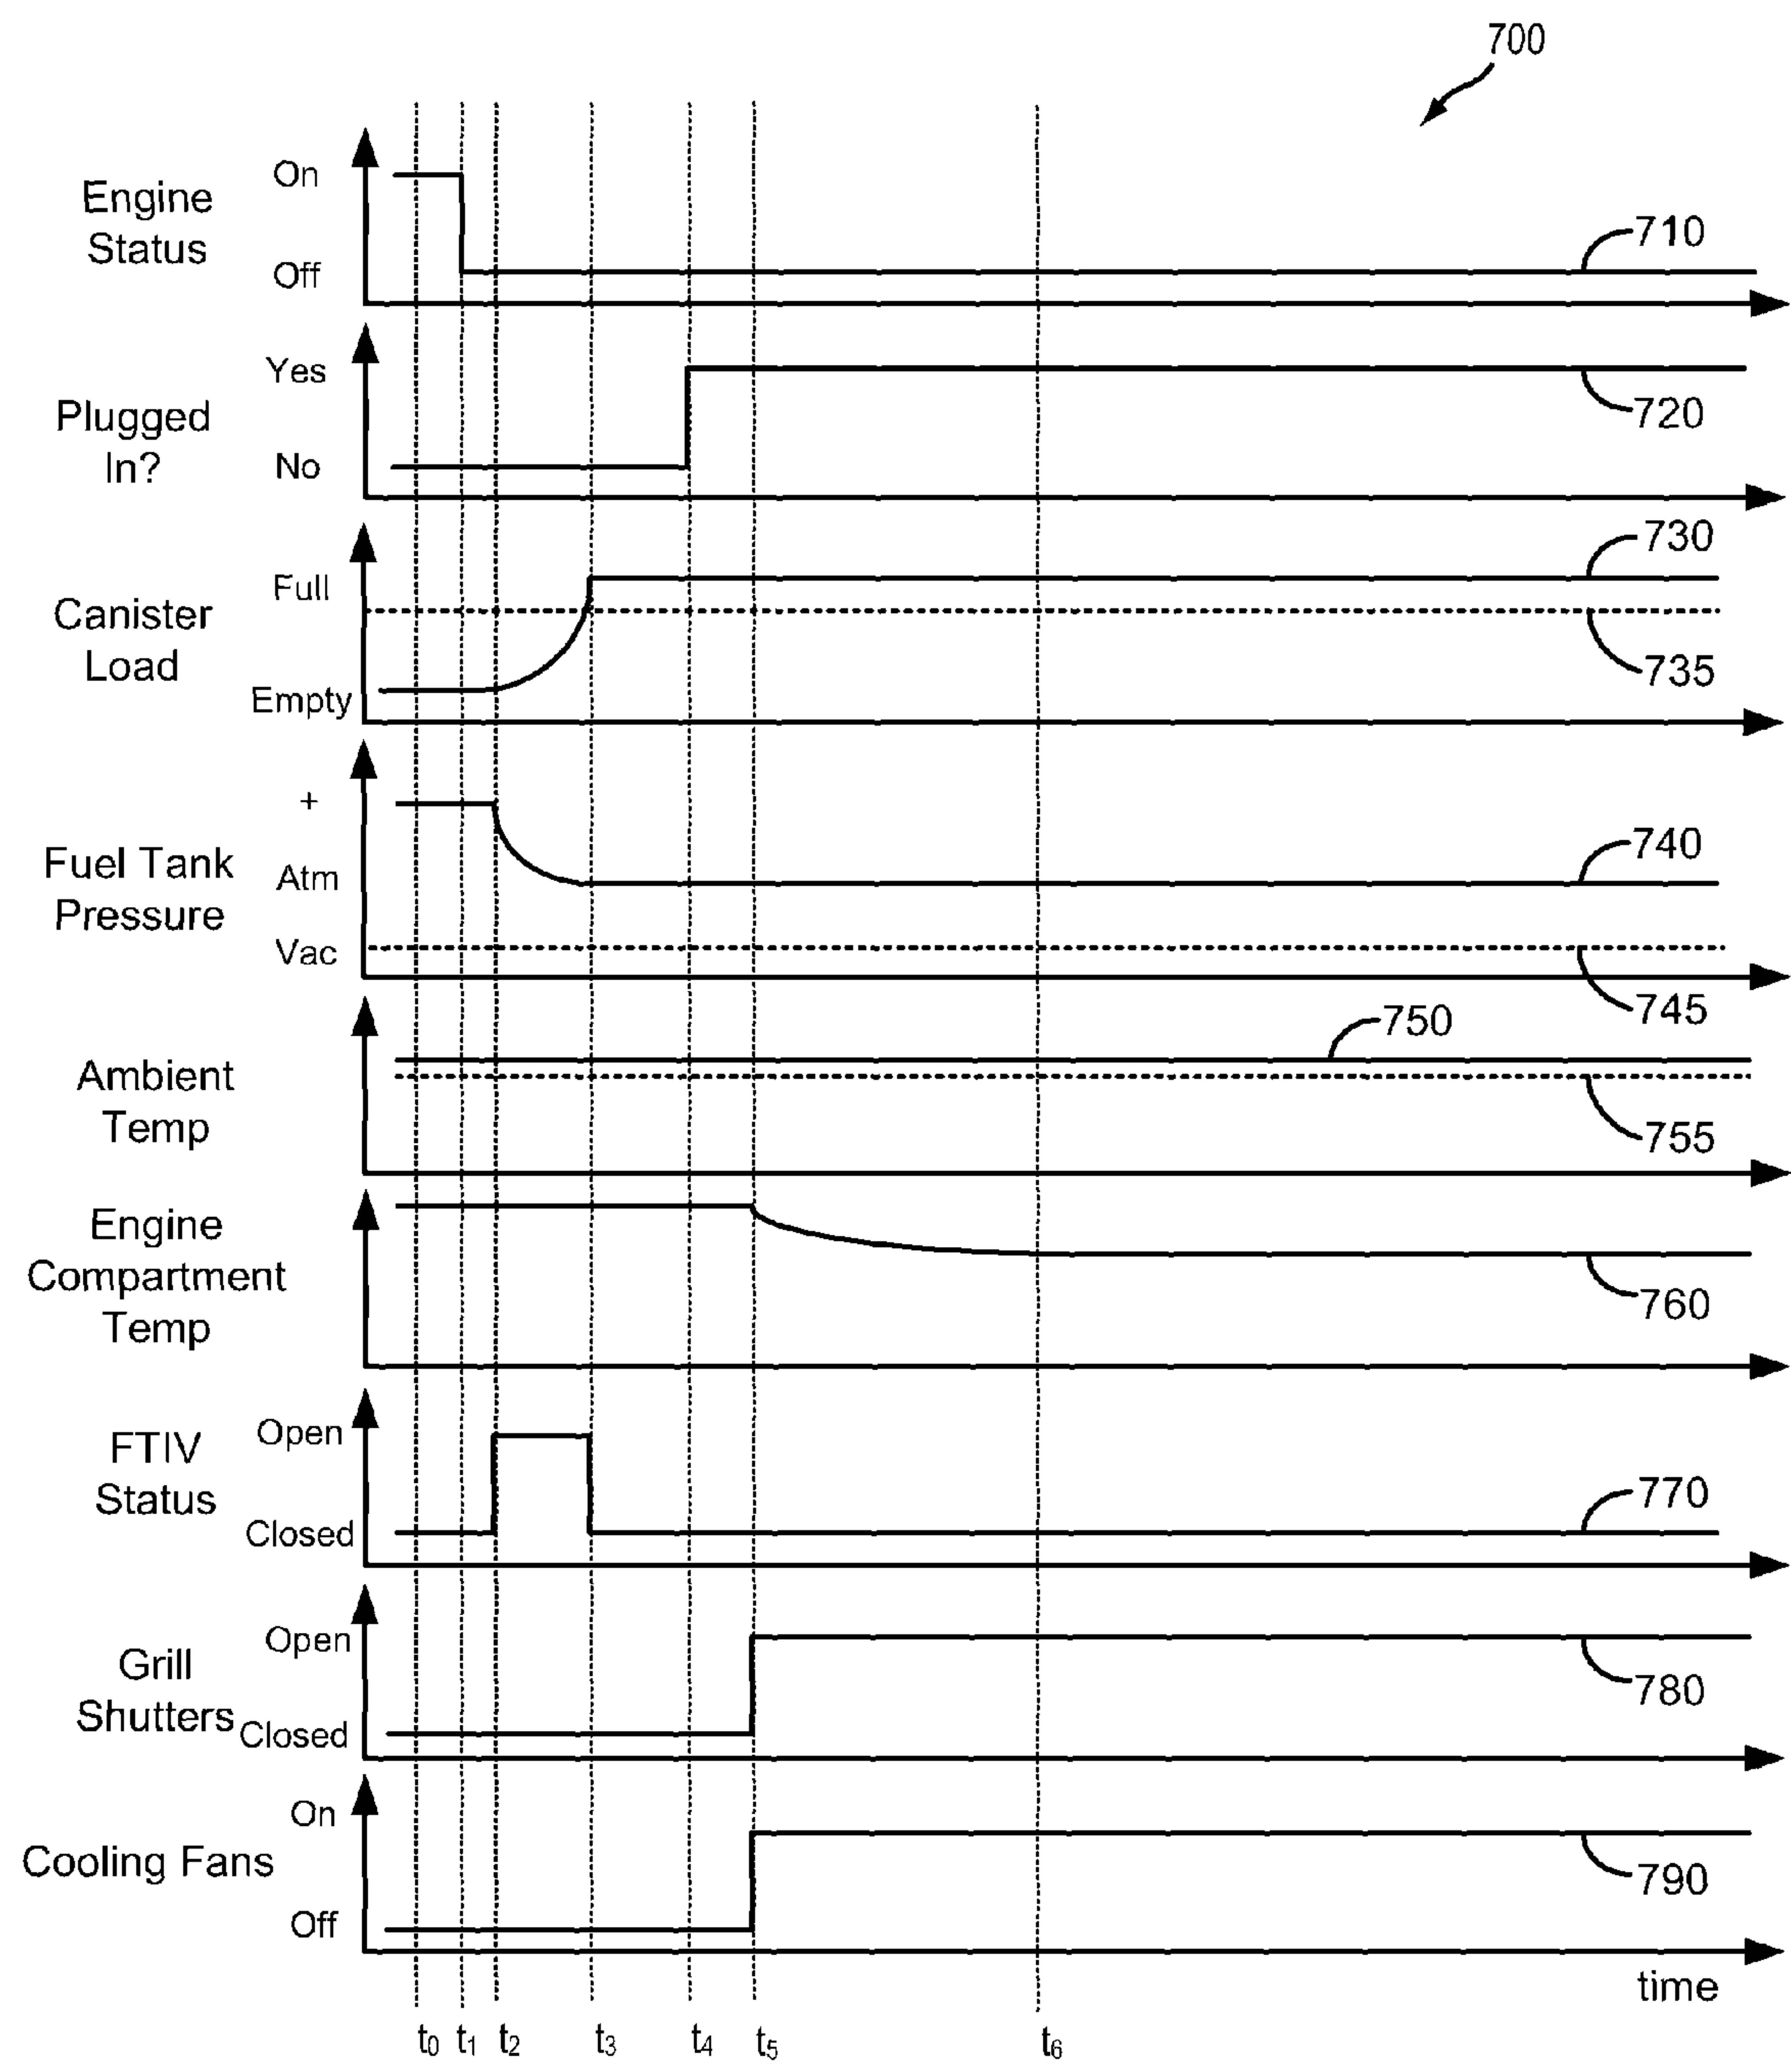 700
Engine
Status
On
Off
710
Plugged
In?
Yes
No
720
Canister
Load
Full
Empty
730
735
Fuel Tank
Pressure
+
Atm
Vac
740
745
Ambient
Temp
750
755
Engine
Compartment
Temp
760
FTIV
Status
Open
Closed
770
Grill
Shutters
Open
Closed
780
Cooling Fans
On
Off
790
time
t0 t1 t2 t3 t4 t5 t6